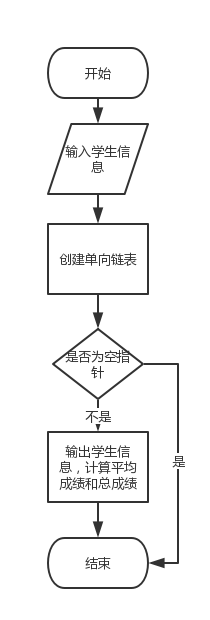 开始
输入学生信
息
创建单向链表
是否为空指
针
不是
输出学生信
息，计算平均
成绩和总成绩
是
结束